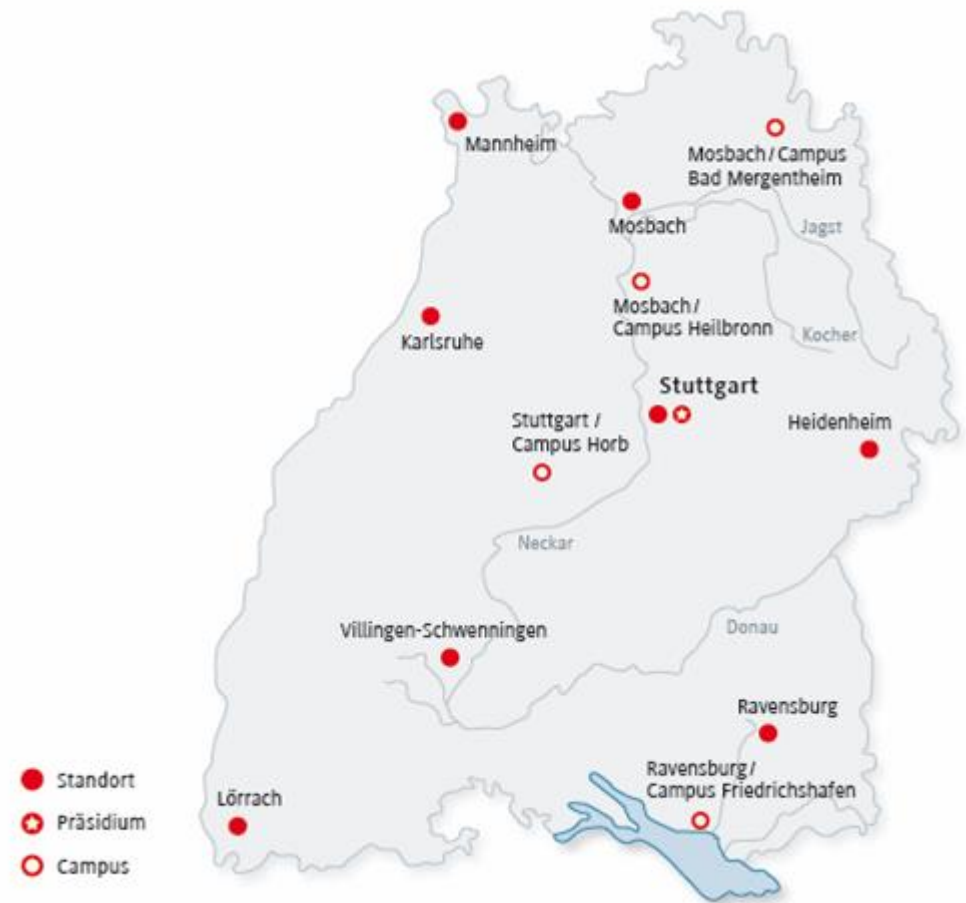 Mannheim
Mosbach / Campus
Bad Mergentheim
Mosbach
Jagst
Mosbach /
Campus Heilbronn
Karlsruhe
Kocher
Stuttgart
Stuttgart /
Campus Horb
Heidenheim
Neckar
Villingen-Schwenningen
Donau
Ravensburg
Ravensburg /
Campus Friedrichshafen
Lörrach
Standort
Präsidium
Campus